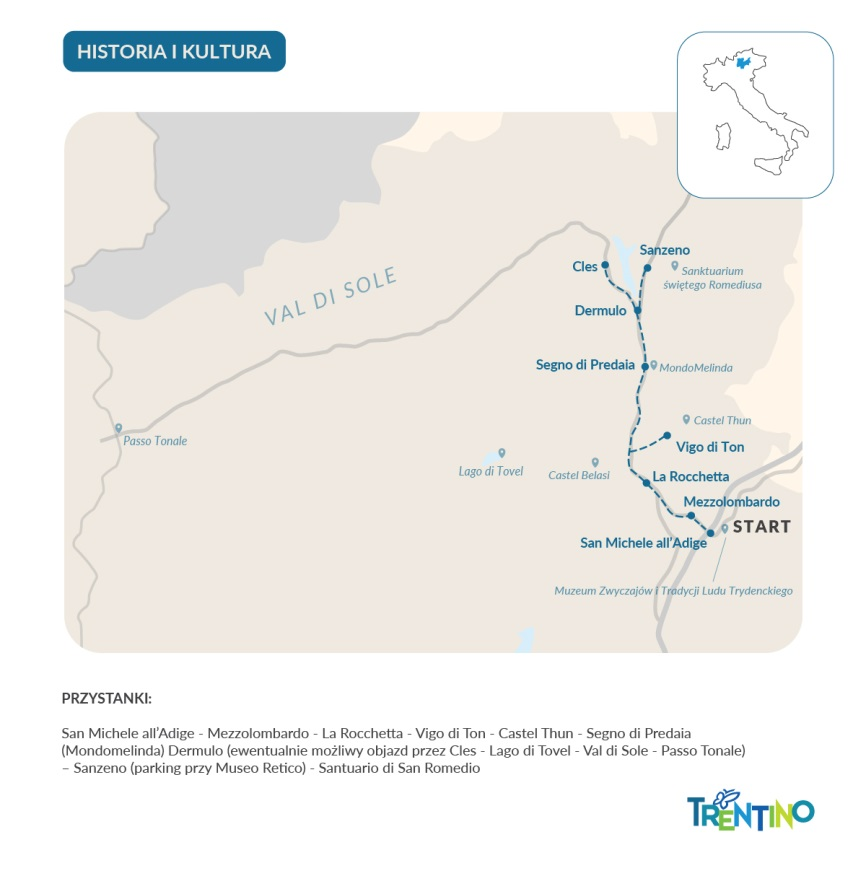 HISTORIA I KULTURA
Sanzeno
Cles
Sanktuarium
świętego Romediusa
VAL DI SOLE
Dermulo
Segno di Predaia
MondoMelinda
Castel Thun
Passo Tonale
Vigo di Ton
Lago di Tovel
Castel Belasi
La Rocchetta
Mezzolombardo
START
San Michele all'Adige
Muzeum Zwyczajów i Tradycji Ludu Trydenckiego
PRZYSTANKI:
San Michele all'Adige - Mezzolombardo - La Rocchetta - Vigo di Ton - Castel Thun - Segno di Predaia
(Mondomelinda) Dermulo (ewentualnie możliwy objazd przez Cles - Lago di Tovel - Val di Sole - Passo Tonale)
– Sanzeno (parking przy Museo Retico) - Santuario di San Romedio
TRENTINO